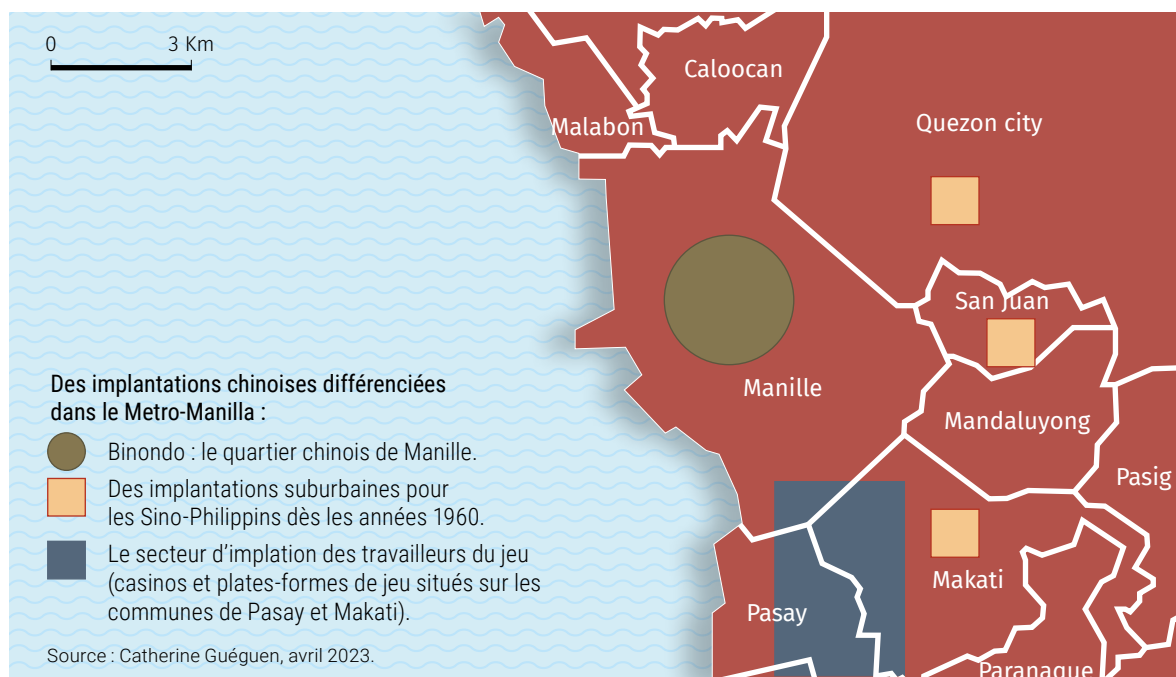 0 3 Km
Caloocan
Malabon
Quezon city
San Juan
Manille
Mandaluyong
Pasig
Makati
Pasay
Paranaque
Des implantations chinoises différenciées
dans le Metro-Manilla :
Binondo : le quartier chinois de Manille.
Des implantations suburbaines pour
les Sino-Philippins dès les années 1960.
Le secteur d’implation des travailleurs du jeu
(casinos et plates-formes de jeu situés sur les
communes de Pasay et Makati).
Source : Catherine Guéguen, avril 2023.